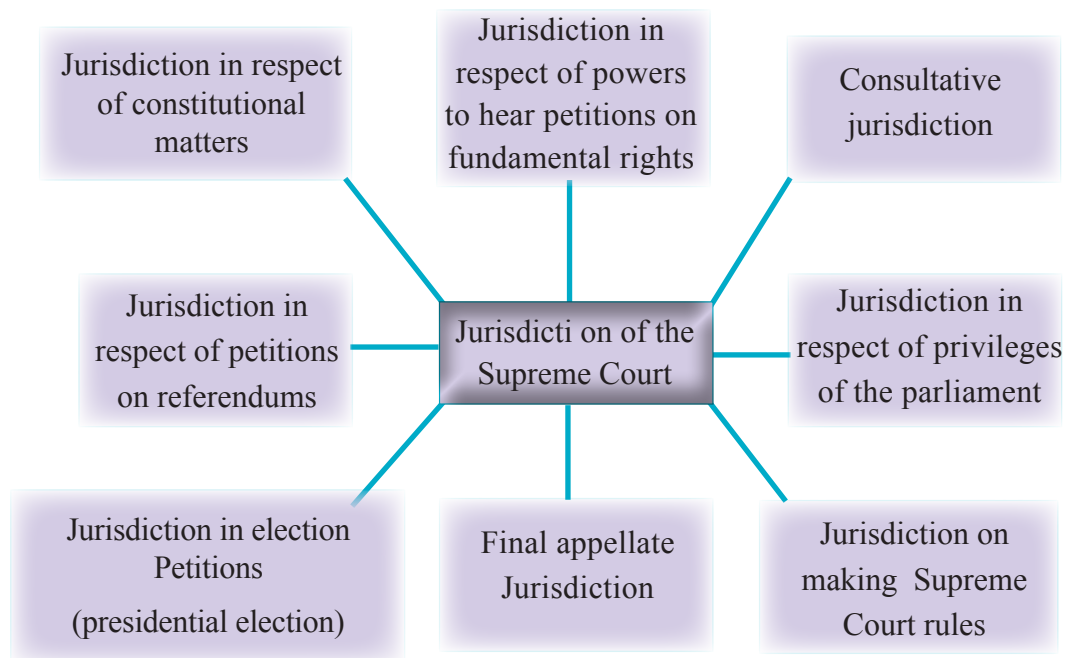 Jurisdiction in respect
of constitutional
matters
Jurisdiction in
respect of powers
to hear petitions on
fundamental rights
Consultative
jurisdiction
Jurisdiction in
respect of petitions
on referendums
Jurisdicti on of the
Supreme Court
Jurisdiction in
respect of privileges
of the parliament
Jurisdiction in election
Petitions
(presidential election)
Final appellate
Jurisdiction
Jurisdiction on
making Supreme
Court rules